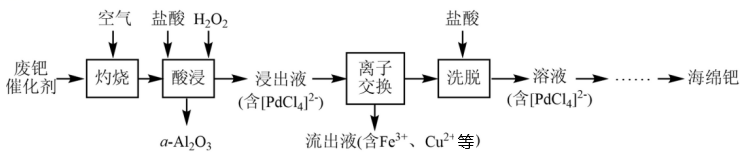 空气 盐酸 H₂O₂ 盐酸
废钯
催化剂
灼烧
酸浸
浸出液
(含[PdCl₄]²⁻)
离子
交换
洗脱
溶液
(含[PdCl₄]²⁻)
……
海绵钯
a-Al₂O₃
流出液(含Fe³⁺、Cu²⁺等)